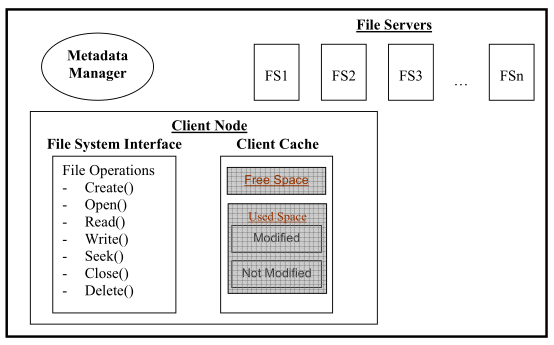 File Servers
Metadata
Manager
FS1
FS2
FS3
...
FSn
Client Node
File System Interface
Client Cache
File Operations
- Create()
- Open()
- Read()
- Write()
- Seek()
- Close()
- Delete()
Free Space
Used Space
Modified
Not Modified